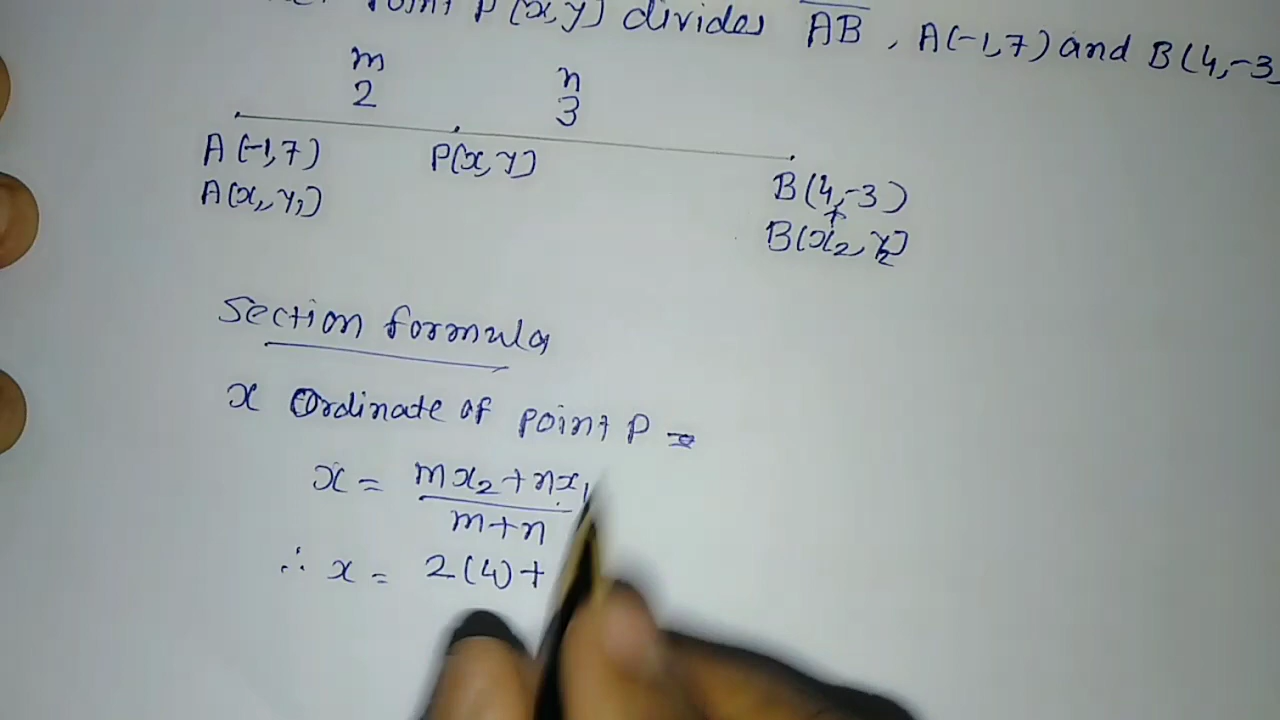 Point P(x,y) divides AB, A(-1,7) and B(4,-3)
m n
2 3
A(-1,7) P(x,y) B(4,-3)
A(x1, y1) B(x2, y2)
Section formula
x Ordinate of point P =
x = mx2+nx1
m+n
∴ x = 2(4)+